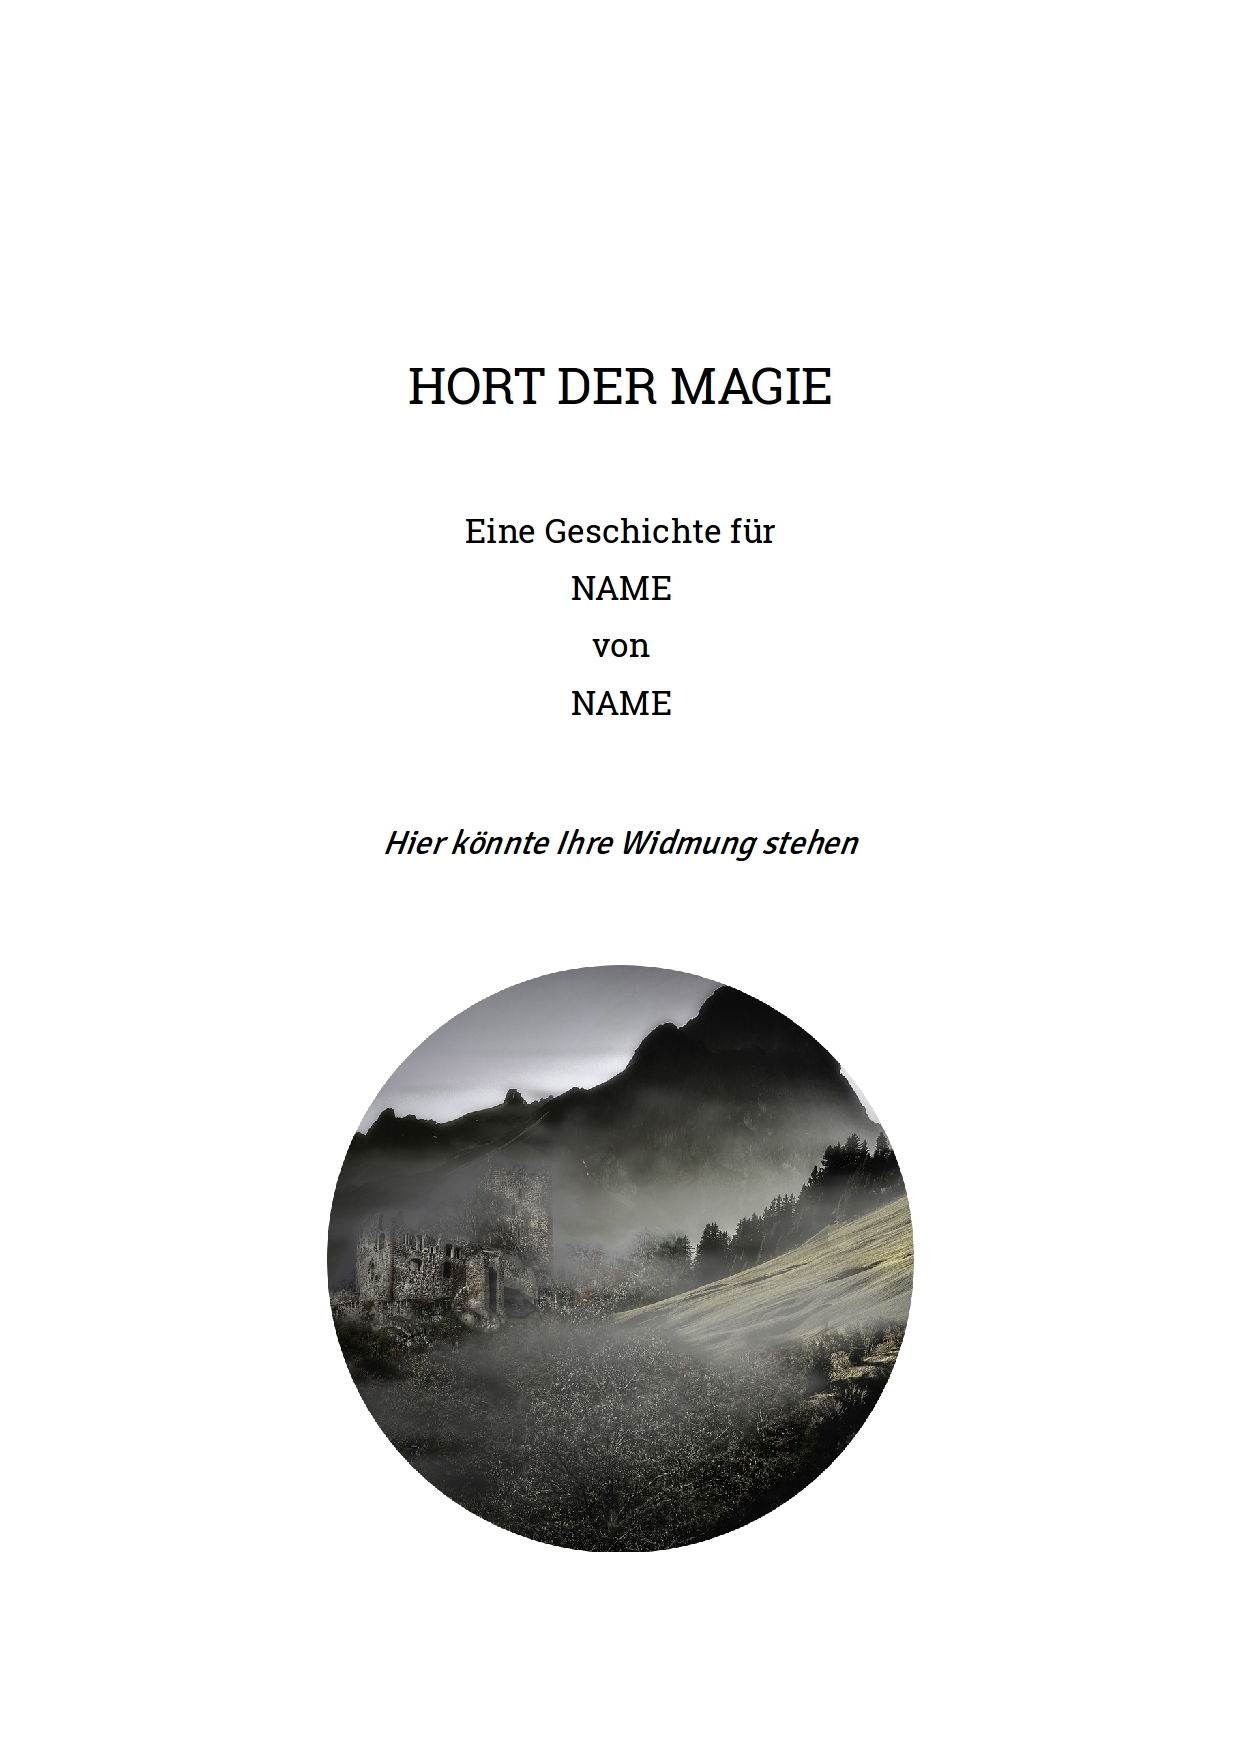 HORT DER MAGIE
Eine Geschichte für
NAME
von
NAME
Hier könnte Ihre Widmung stehen